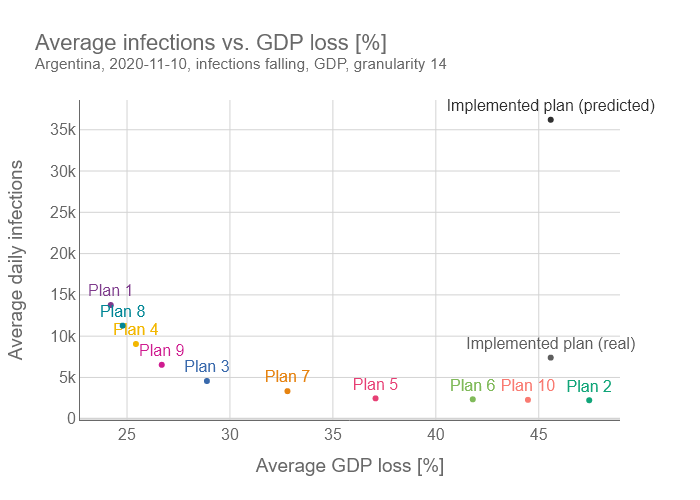 Average infections vs. GDP loss [%]
Argentina, 2020-11-10, infections falling, GDP, granularity 14
Implemented plan (predicted)
35k
30k
25k
20k
15k
10k
5k
0
Average daily infections
Plan 1
Plan 8
Plan 4
Plan 9
Plan 3
Plan 7
Plan 5
Implemented plan (real)
Plan 6
Plan 10
Plan 2
25
30
35
40
45
Average GDP loss [%]